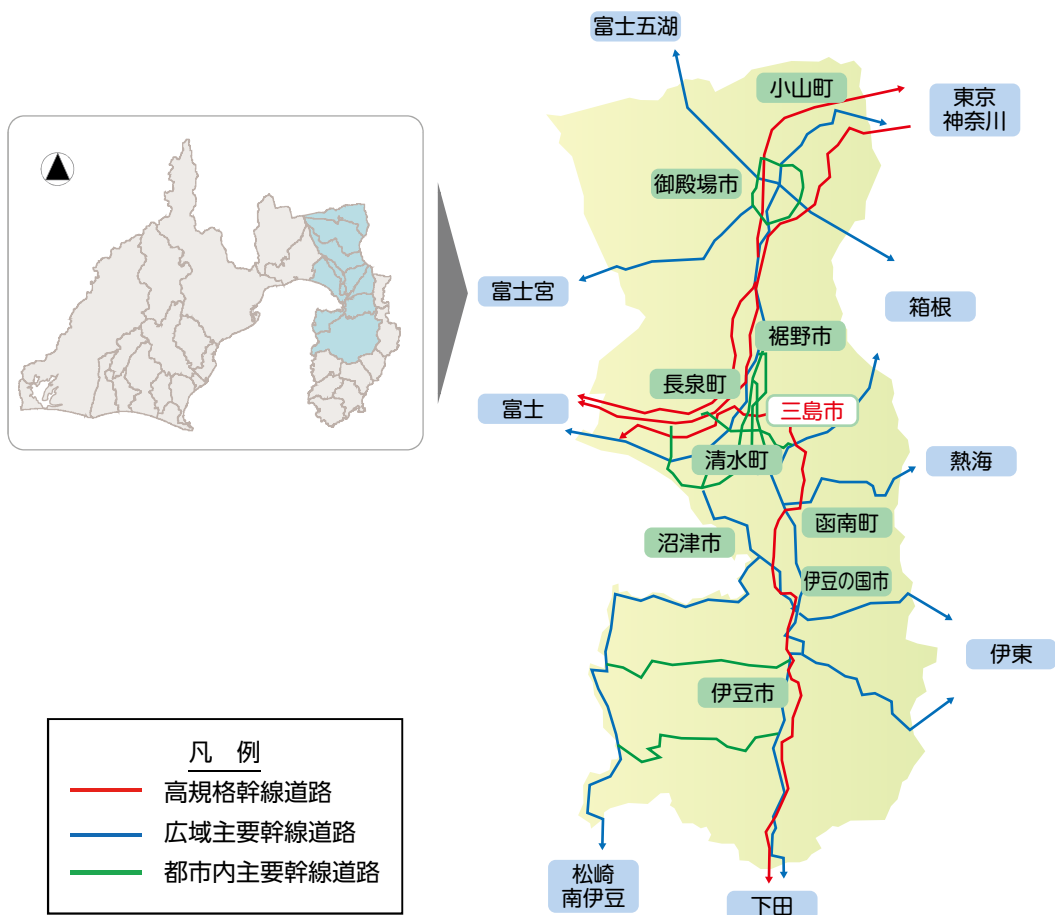 富士五湖
小山町
東京
神奈川
御殿場市
富士宮
箱根
裾野市
長泉町
富士
三島市
清水町
熱海
函南町
沼津市
伊豆の国市
伊東
伊豆市
凡 例
高規格幹線道路
広域主要幹線道路
都市内主要幹線道路
松崎
南伊豆
下田